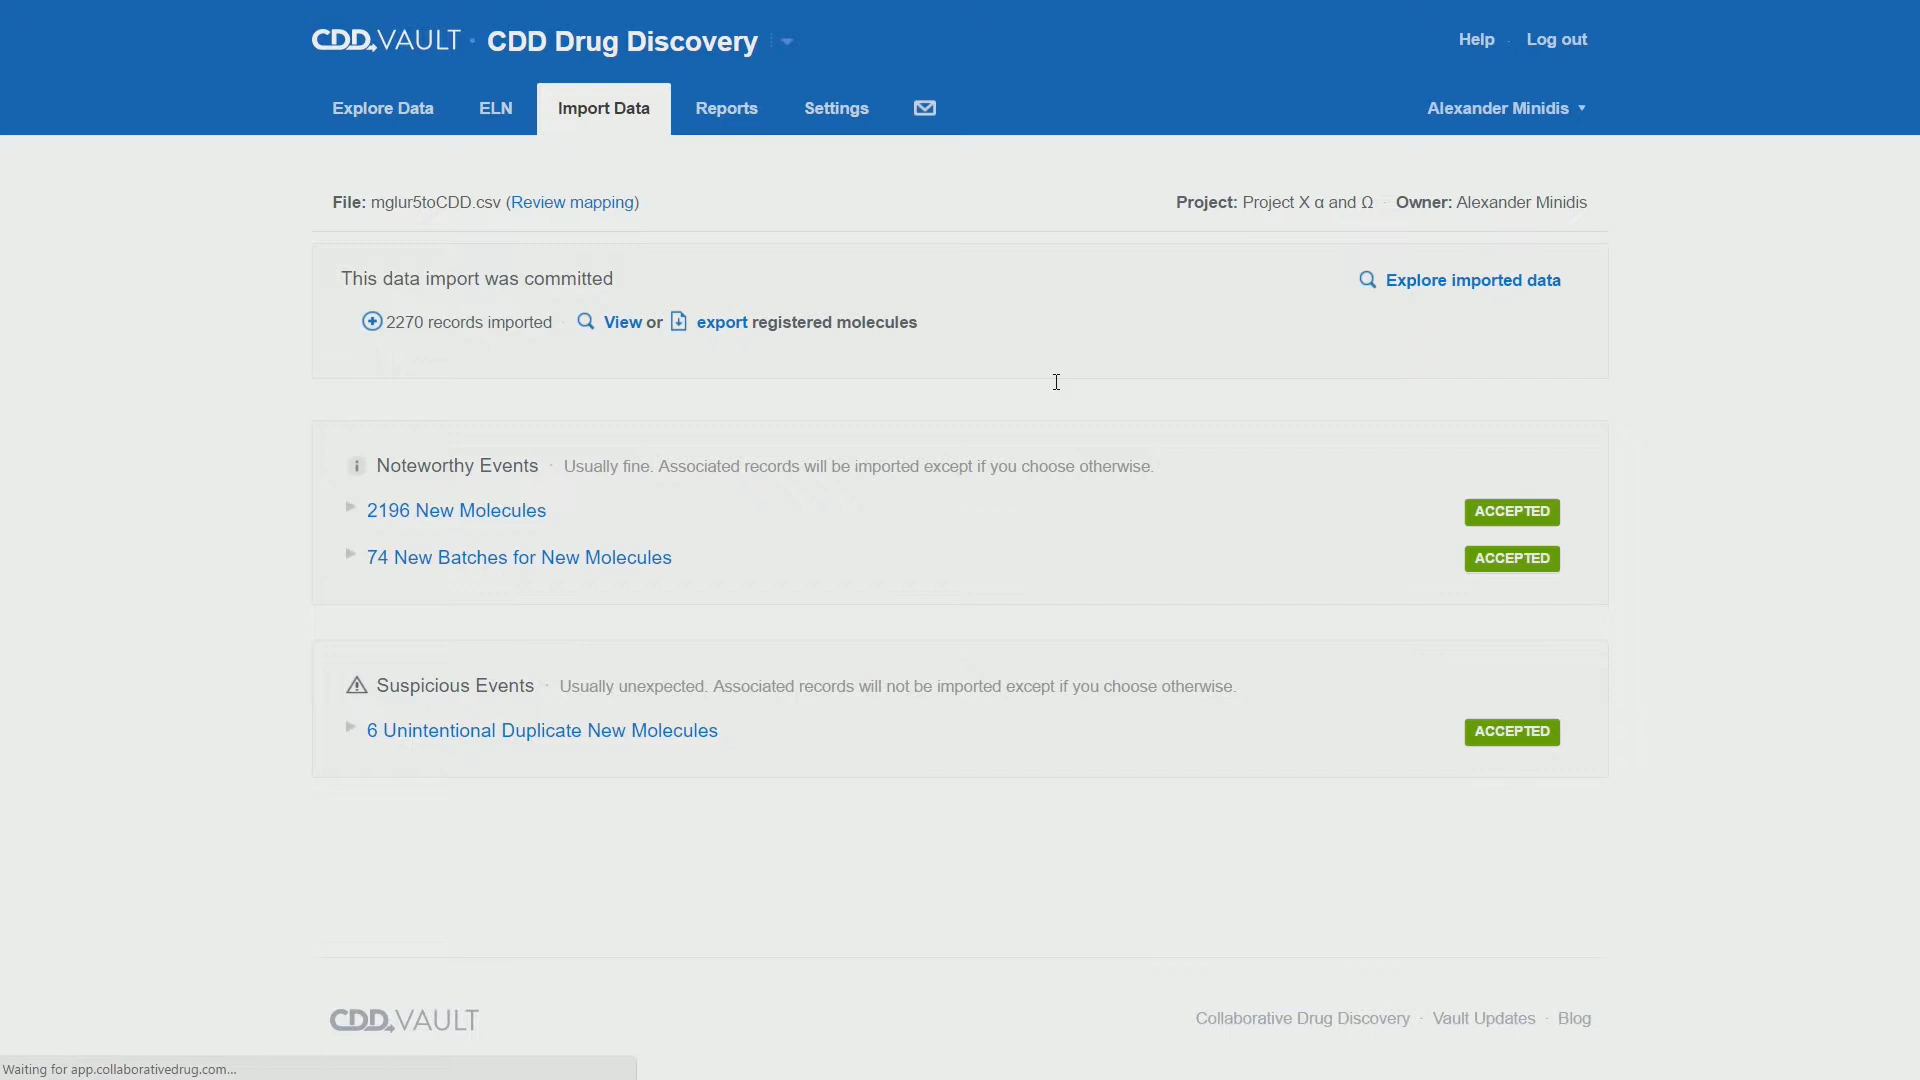 CDD VAULT · CDD Drug Discovery
Help · Log out
Explore Data ELN Import Data Reports Settings Alexander Minidis
File: mglur5toCDD.csv (Review mapping) Project: Project X α and Ω · Owner: Alexander Minidis
This data import was committed Explore imported data
2270 records imported · View or export registered molecules
Noteworthy Events · Usually fine. Associated records will be imported except if you choose otherwise.
2196 New Molecules ACCEPTED
74 New Batches for New Molecules ACCEPTED
Suspicious Events · Usually unexpected. Associated records will not be imported except if you choose otherwise.
6 Unintentional Duplicate New Molecules ACCEPTED
CDD VAULT Collaborative Drug Discovery · Vault Updates · Blog
Waiting for app.collaborativedrug.com...